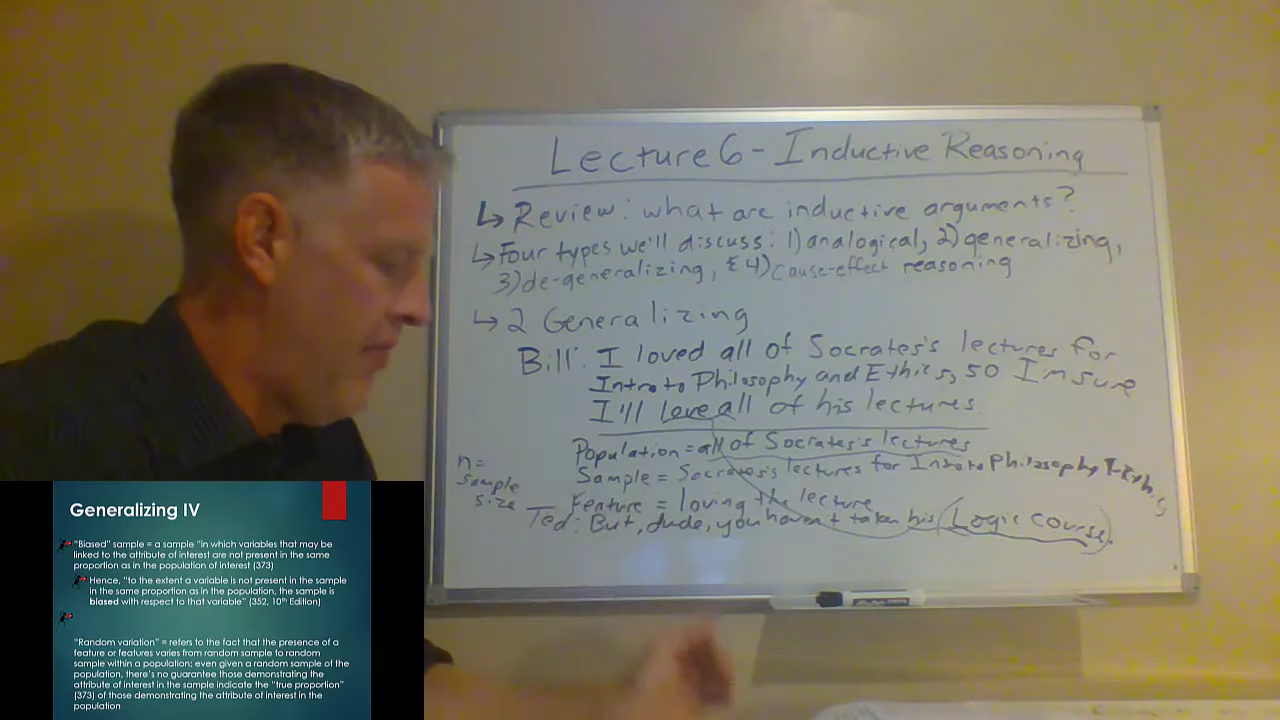 Lecture 6 - Inductive Reasoning
↳ Review: what are inductive arguments?
↳ Four types we'll discuss: 1) analogical, 2) generalizing,
3) de-generalizing, & 4) cause-effect reasoning
↳ 2 Generalizing
Bill: I loved all of Socrates's lectures for
Intro to Philosophy and Ethics, so I'm sure
I'll love all of his lectures.
Population = all of Socrates's lectures
Sample = Socrates's lectures for Intro to Philosophy + Ethics
n =
sample
size
Feature = loving the lecture
Ted: But, dude, you haven't taken his (Logic course).
Generalizing IV
"Biased" sample = a sample "in which variables that may be
linked to the attribute of interest are not present in the same
proportion as in the population of interest (373)
Hence, "to the extent a variable is not present in the sample
in the same proportion as in the population, the sample is
biased with respect to that variable" (352, 10th Edition)
"Random variation" = refers to the fact that the presence of a
feature or features varies from random sample to random
sample within a population; even given a random sample of the
population, there's no guarantee those demonstrating the
attribute of interest in the sample indicate the "true proportion"
(373) of those demonstrating the attribute of interest in the
population